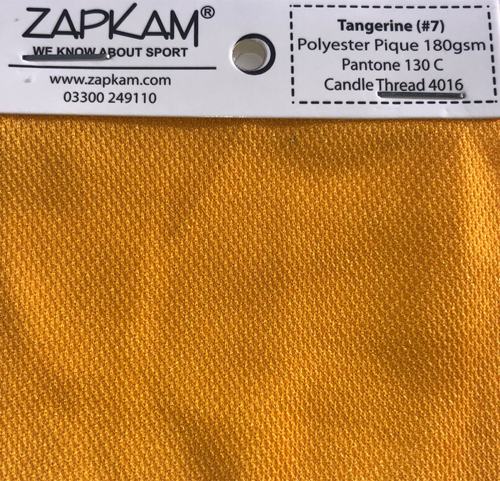 ZAPKAM®
WE KNOW ABOUT SPORT
www.zapkam.com
03300 249110
Tangerine (#7)
Polyester Pique 180gsm
Pantone 130 C
Candle Thread 4016